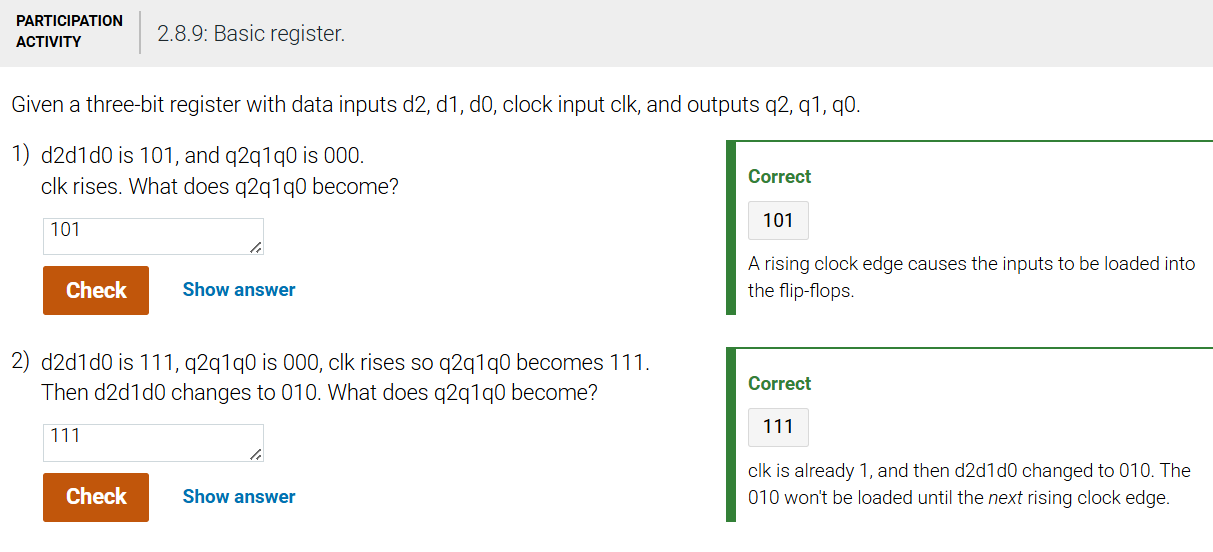 PARTICIPATION
ACTIVITY
2.8.9: Basic register.
Given a three-bit register with data inputs d2, d1, d0, clock input clk, and outputs q2, q1, q0.
1) d2d1d0 is 101, and q2q1q0 is 000.
clk rises. What does q2q1q0 become?
101
Check
Show answer
Correct
101
A rising clock edge causes the inputs to be loaded into
the flip-flops.
2) d2d1d0 is 111, q2q1q0 is 000, clk rises so q2q1q0 becomes 111.
Then d2d1d0 changes to 010. What does q2q1q0 become?
111
Check
Show answer
Correct
111
clk is already 1, and then d2d1d0 changed to 010. The
010 won't be loaded until the next rising clock edge.